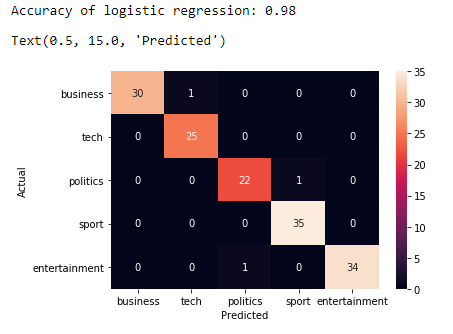 Accuracy of logistic regression: 0.98
Text(0.5, 15.0, 'Predicted')
business 30 1 0 0 0
tech 0 25 0 0 0
politics 0 0 22 1 0
sport 0 0 0 35 0
entertainment 0 0 1 0 34
business tech politics sport entertainment
Predicted
Actual
35
30
25
20
15
10
5
0